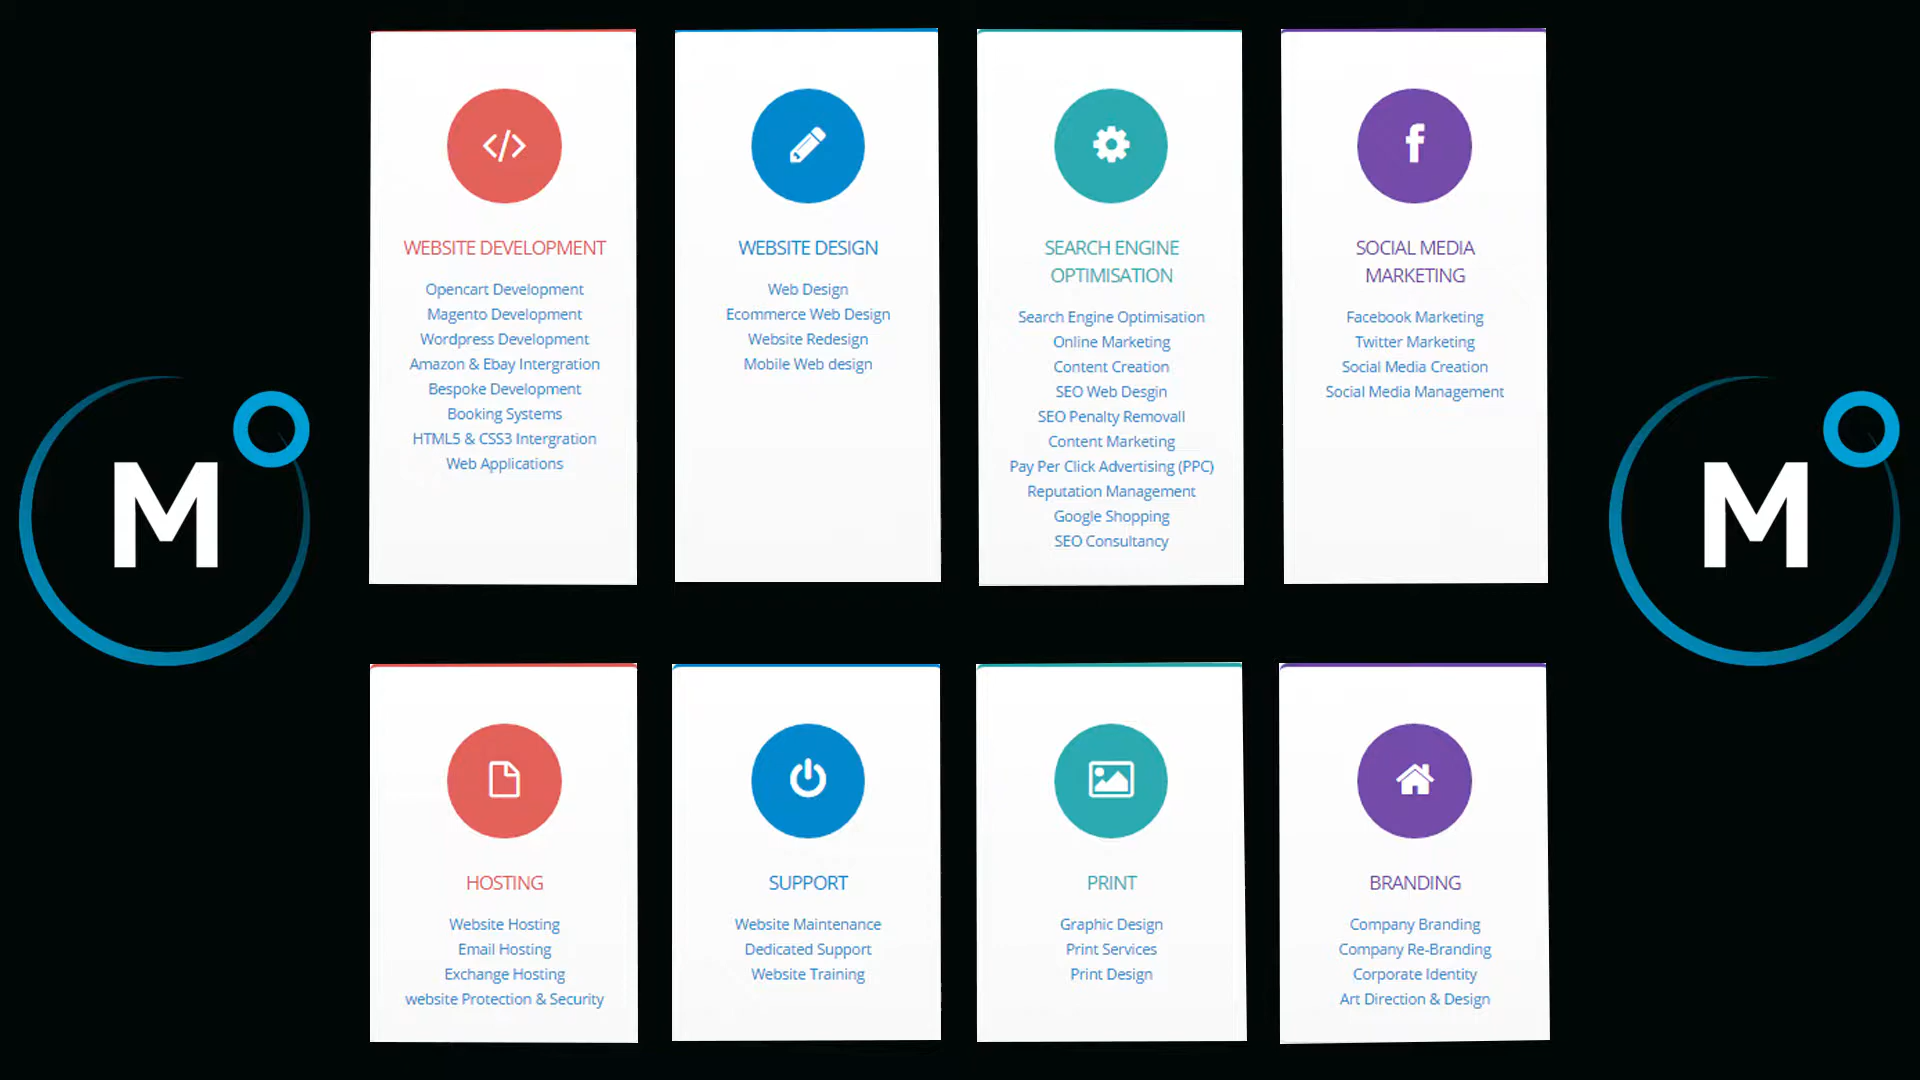 WEBSITE DEVELOPMENT
Opencart Development
Magento Development
Wordpress Development
Amazon & Ebay Intergration
Bespoke Development
Booking Systems
HTML5 & CSS3 Intergration
Web Applications
WEBSITE DESIGN
Web Design
Ecommerce Web Design
Website Redesign
Mobile Web design
SEARCH ENGINE
OPTIMISATION
Search Engine Optimisation
Online Marketing
Content Creation
SEO Web Desgin
SEO Penalty Removall
Content Marketing
Pay Per Click Advertising (PPC)
Reputation Management
Google Shopping
SEO Consultancy
SOCIAL MEDIA
MARKETING
Facebook Marketing
Twitter Marketing
Social Media Creation
Social Media Management
M
M
HOSTING
Website Hosting
Email Hosting
Exchange Hosting
website Protection & Security
SUPPORT
Website Maintenance
Dedicated Support
Website Training
PRINT
Graphic Design
Print Services
Print Design
BRANDING
Company Branding
Company Re-Branding
Corporate Identity
Art Direction & Design